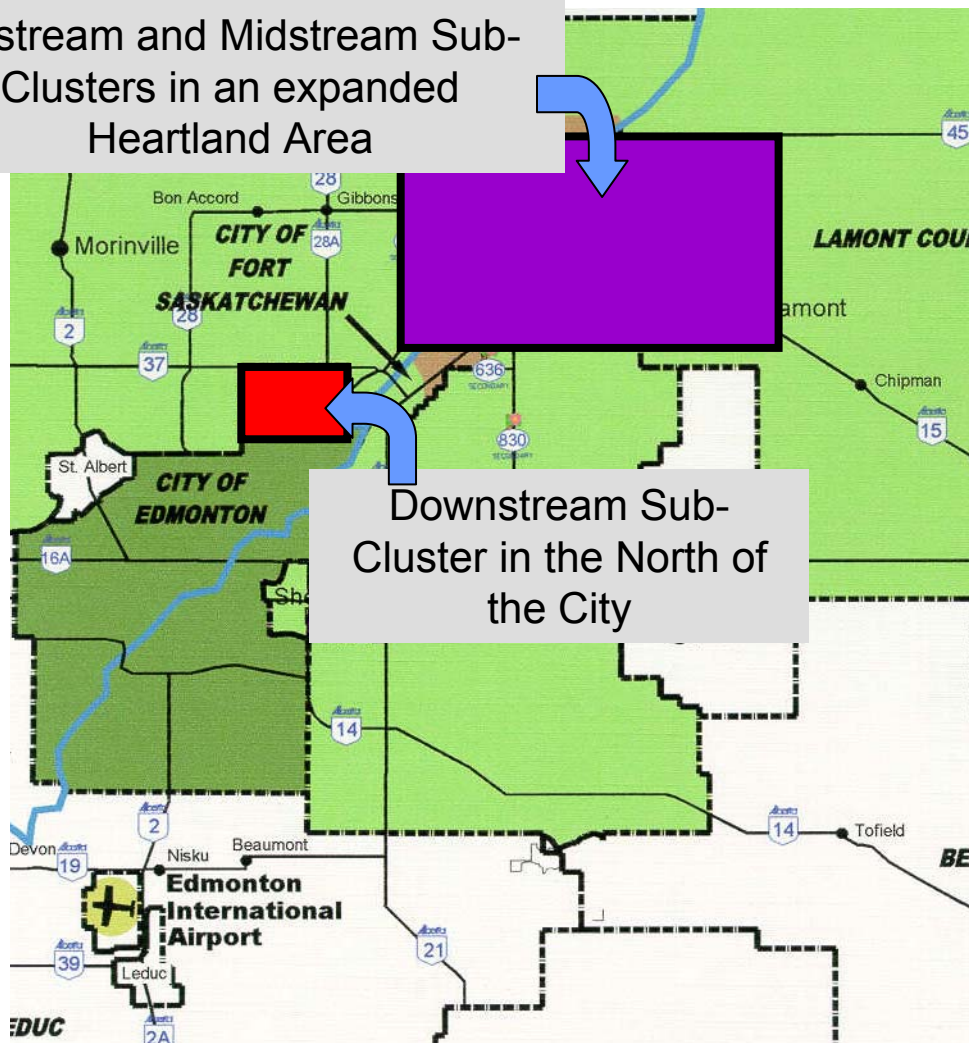 stream and Midstream Sub-
Clusters in an expanded
Heartland Area
45
28
Bon Accord
Gibbons
Morinville
CITY OF
FORT
SASKATCHEWAN
28A
LAMONT COU
2
28
amont
37
636
SECONDARY
Chipman
15
830
SECONDARY
St. Albert
CITY OF
EDMONTON
Downstream Sub-
Cluster in the North of
the City
16A
She
14
14
Tofield
2
Devon
Nisku
Beaumont
19
BE
Edmonton
International
Airport
21
39
Leduc
EDUC
2A